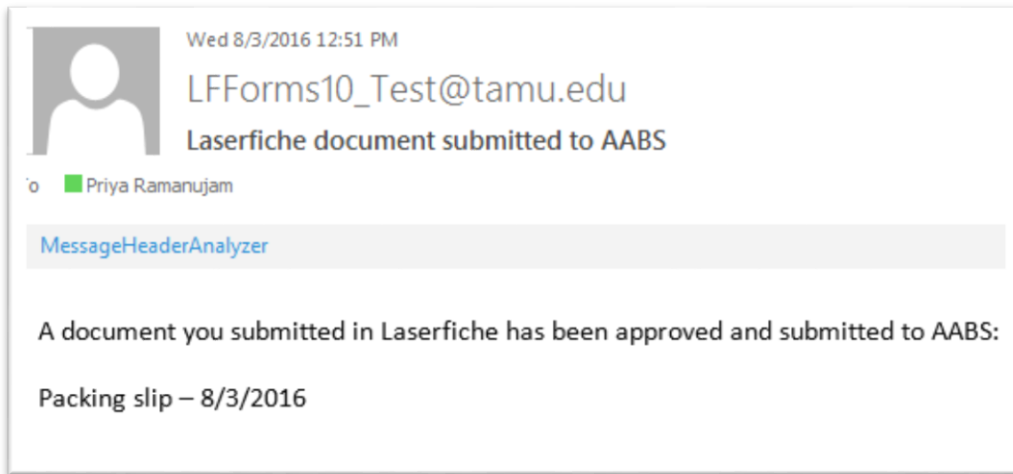 Wed 8/3/2016 12:51 PM
LFForms10_Test@tamu.edu
Laserfiche document submitted to AABS
o Priya Ramanujam
MessageHeaderAnalyzer
A document you submitted in Laserfiche has been approved and submitted to AABS:
Packing slip – 8/3/2016